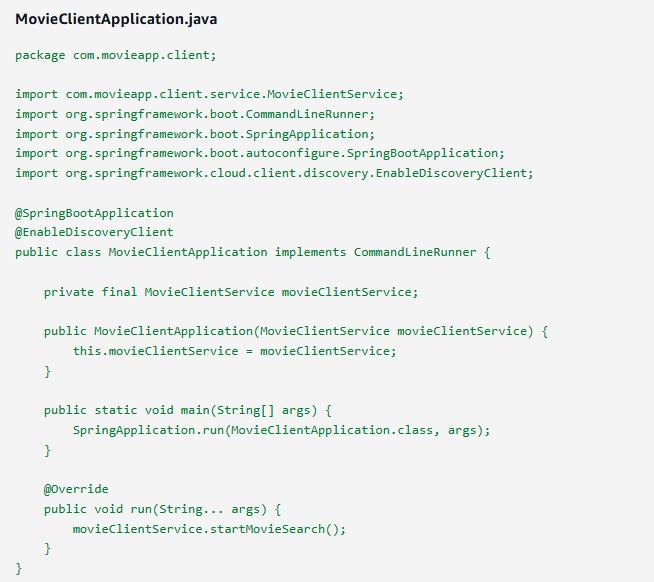 MovieClientApplication.java
package com.movieapp.client;
import com.movieapp.client.service.MovieClientService;
import org.springframework.boot.CommandLineRunner;
import org.springframework.boot.SpringApplication;
import org.springframework.boot.autoconfigure.SpringBootApplication;
import org.springframework.cloud.client.discovery.EnableDiscoveryClient;
@SpringBootApplication
@EnableDiscoveryClient
public class MovieClientApplication implements CommandLineRunner {
    private final MovieClientService movieClientService;
    public MovieClientApplication(MovieClientService movieClientService) {
        this.movieClientService = movieClientService;
    }
    public static void main(String[] args) {
        SpringApplication.run(MovieClientApplication.class, args);
    }
    @Override
    public void run(String... args) {
        movieClientService.startMovieSearch();
    }
}